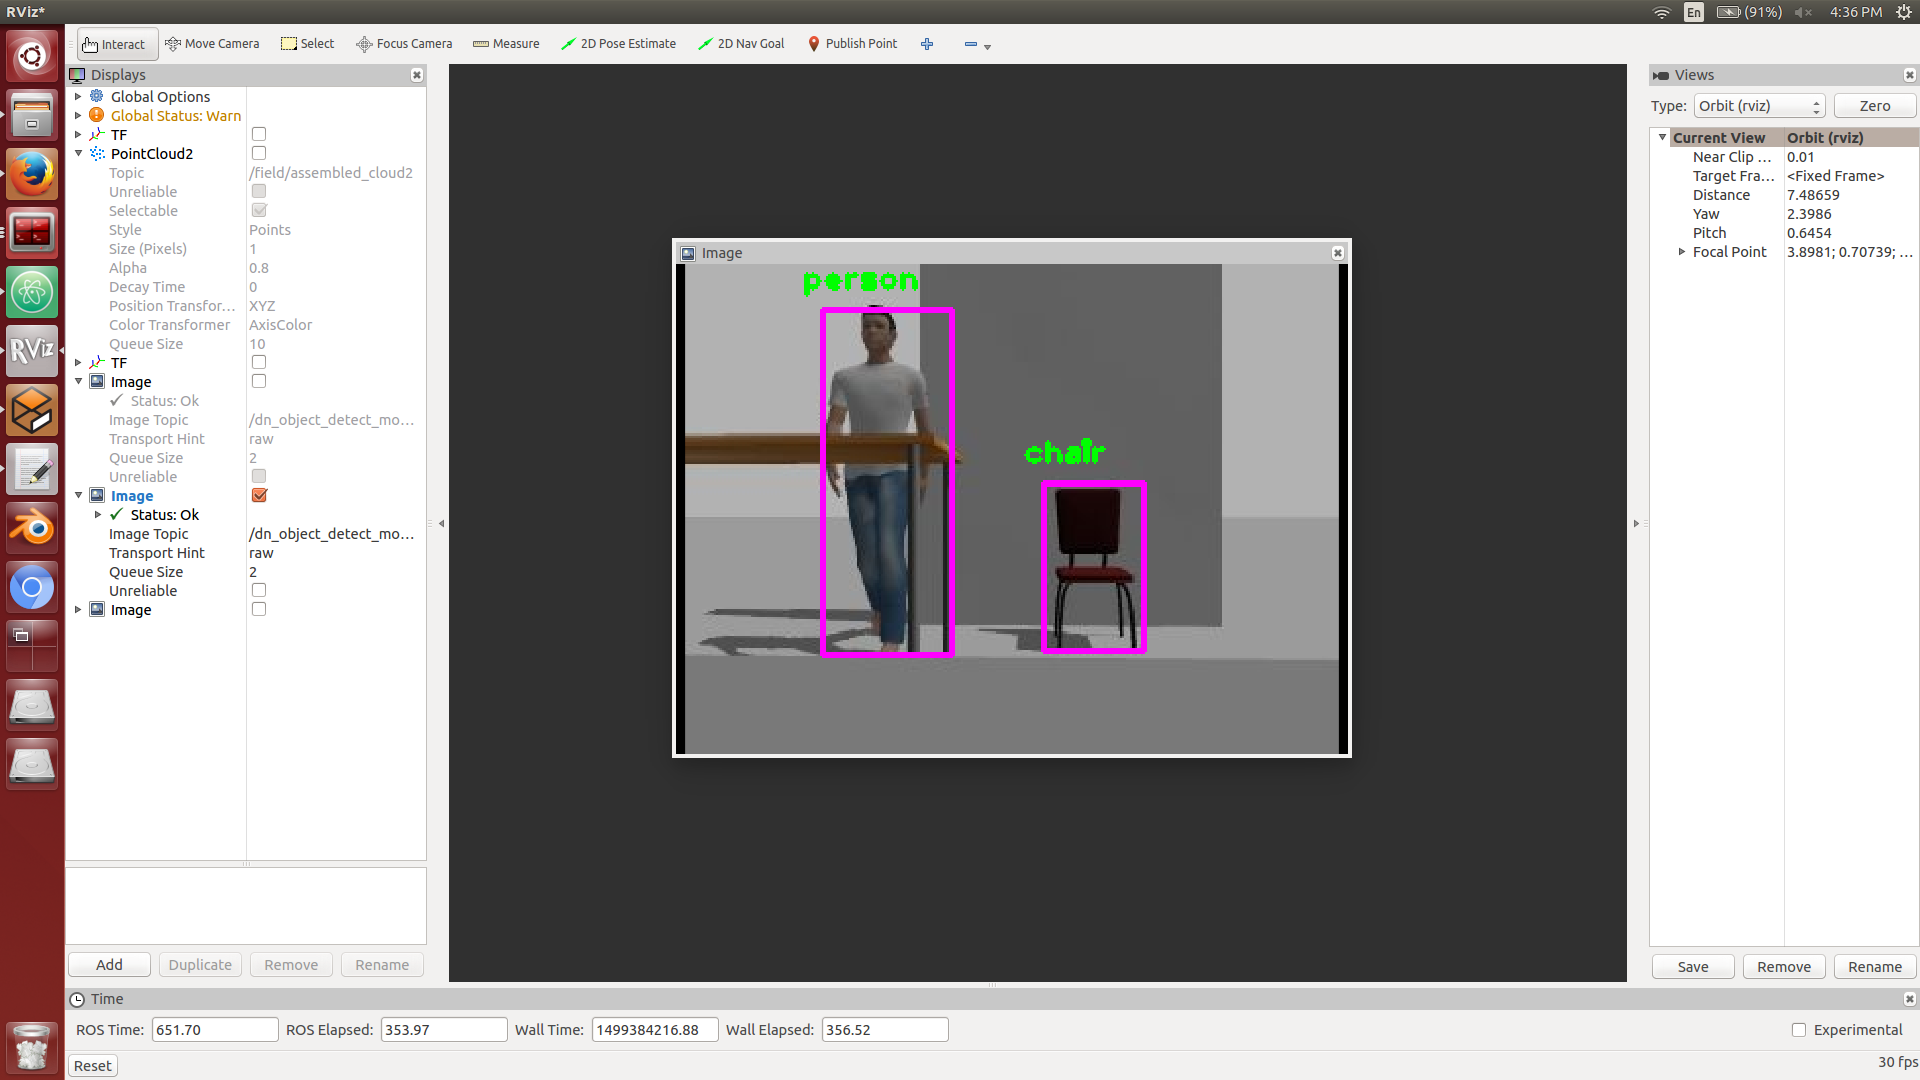 RViz*
En
(91%)
4:36 PM
Interact
Move Camera
Select
Focus Camera
Measure
2D Pose Estimate
2D Nav Goal
Publish Point
Displays
Global Options
Global Status: Warn
TF
PointCloud2
Topic /field/assembled_cloud2
Unreliable
Selectable
Style Points
Size (Pixels) 1
Alpha 0.8
Decay Time 0
Position Transfor... XYZ
Color Transformer AxisColor
Queue Size 10
TF
Image
Status: Ok
Image Topic /dn_object_detect_mo...
Transport Hint raw
Queue Size 2
Unreliable
Image
Status: Ok
Image Topic /dn_object_detect_mo...
Transport Hint raw
Queue Size 2
Unreliable
Image
Add
Duplicate
Remove
Rename
RViz
Image
person
chair
Views
Type: Orbit (rviz)
Zero
Current View Orbit (rviz)
Near Clip ... 0.01
Target Fra... <Fixed Frame>
Distance 7.48659
Yaw 2.3986
Pitch 0.6454
Focal Point 3.8981; 0.70739; ...
Save
Remove
Rename
Time
ROS Time: 651.70
ROS Elapsed: 353.97
Wall Time: 1499384216.88
Wall Elapsed: 356.52
Experimental
Reset
30 fps